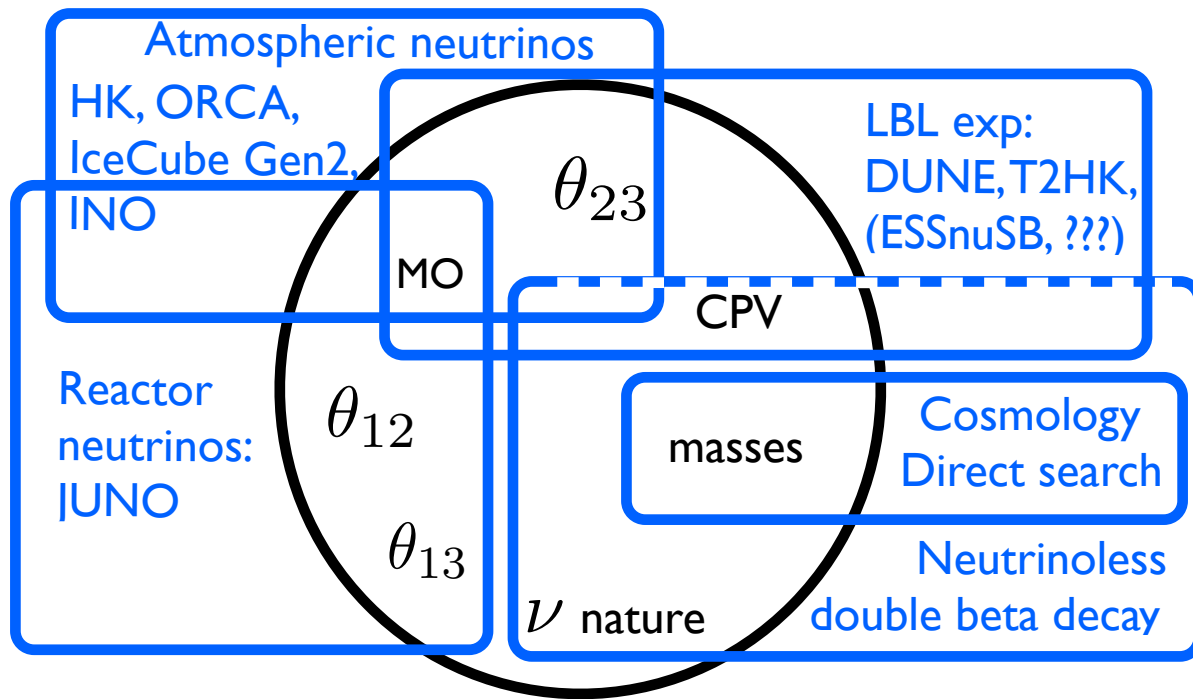 Atmospheric neutrinos
HK, ORCA,
IceCube Gen2,
INO
LBL exp:
DUNE, T2HK,
(ESSnuSB, ???)
θ₂₃
MO
CPV
Reactor
neutrinos:
JUNO
θ₁₂
θ₁₃
masses
Cosmology
Direct search
Neutrinoless
double beta decay
ν nature